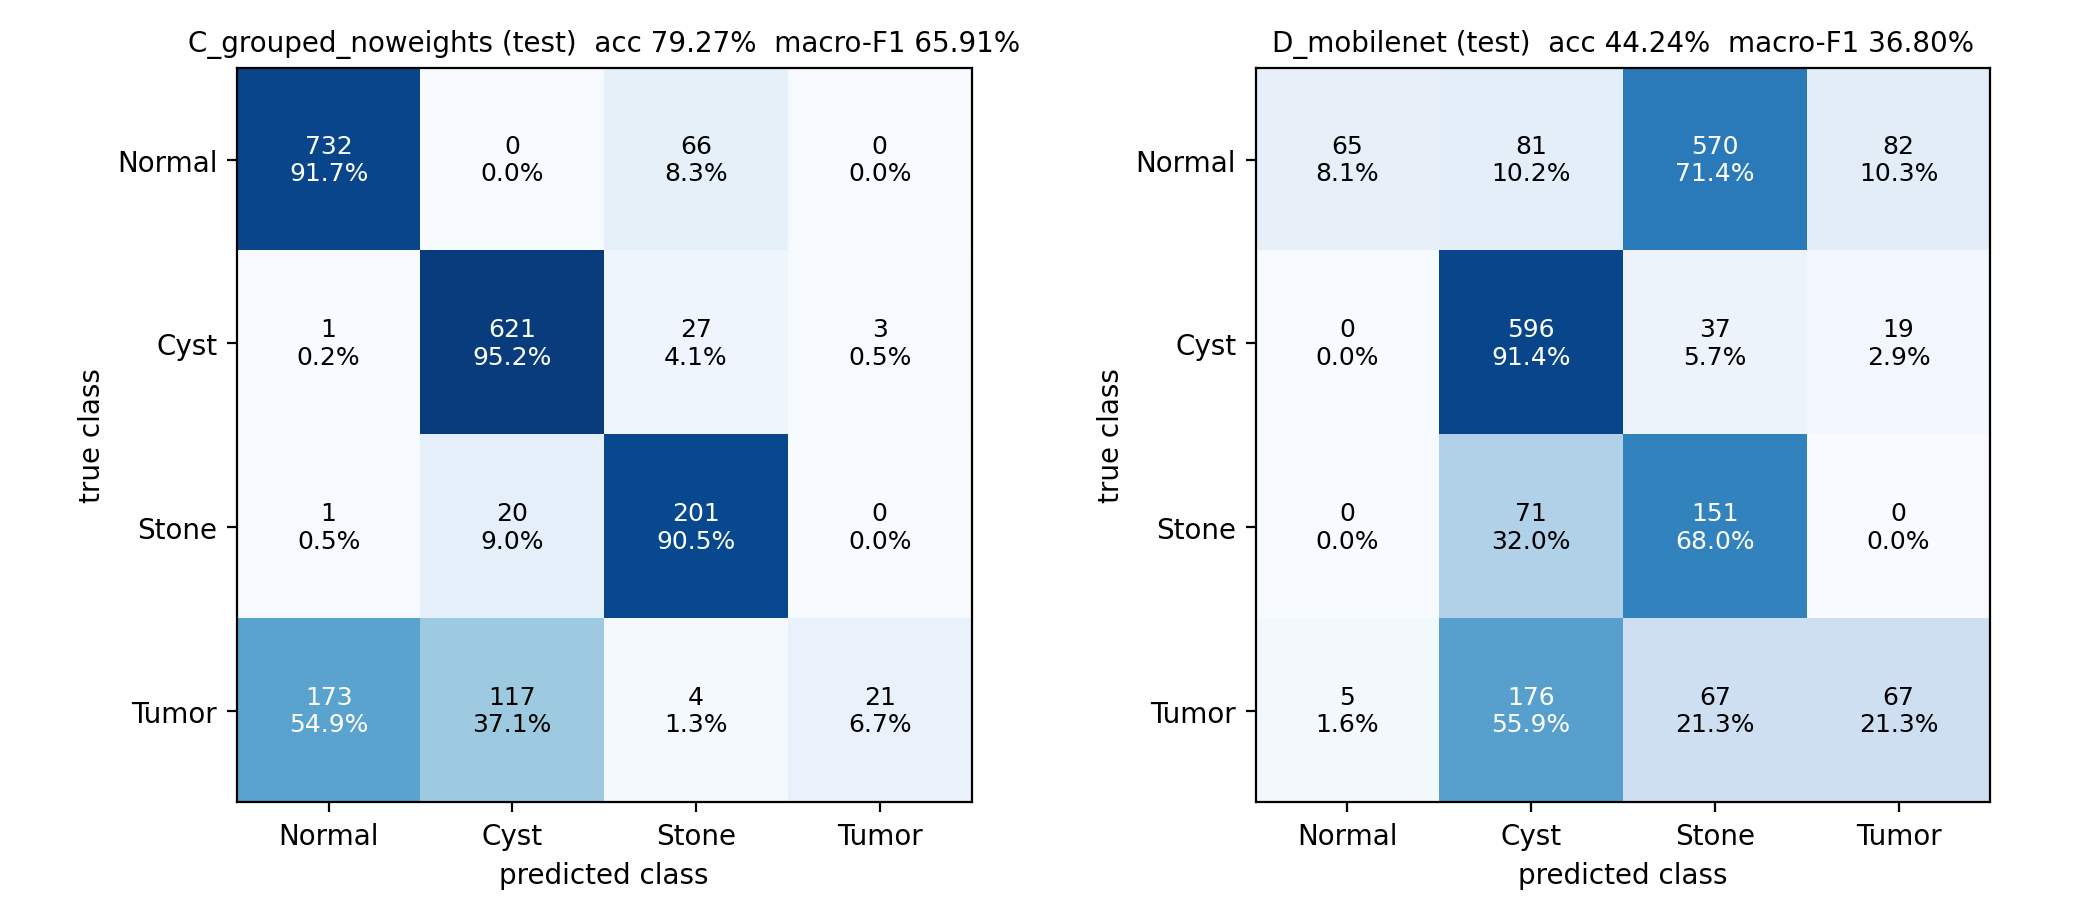 C_grouped_noweights (test)  acc 79.27%  macro-F1 65.91%
true class
Normal
732
91.7%
0
0.0%
66
8.3%
0
0.0%
Cyst
1
0.2%
621
95.2%
27
4.1%
3
0.5%
Stone
1
0.5%
20
9.0%
201
90.5%
0
0.0%
Tumor
173
54.9%
117
37.1%
4
1.3%
21
6.7%
Normal
Cyst
Stone
Tumor
predicted class
D_mobilenet (test)  acc 44.24%  macro-F1 36.80%
true class
Normal
65
8.1%
81
10.2%
570
71.4%
82
10.3%
Cyst
0
0.0%
596
91.4%
37
5.7%
19
2.9%
Stone
0
0.0%
71
32.0%
151
68.0%
0
0.0%
Tumor
5
1.6%
176
55.9%
67
21.3%
67
21.3%
Normal
Cyst
Stone
Tumor
predicted class